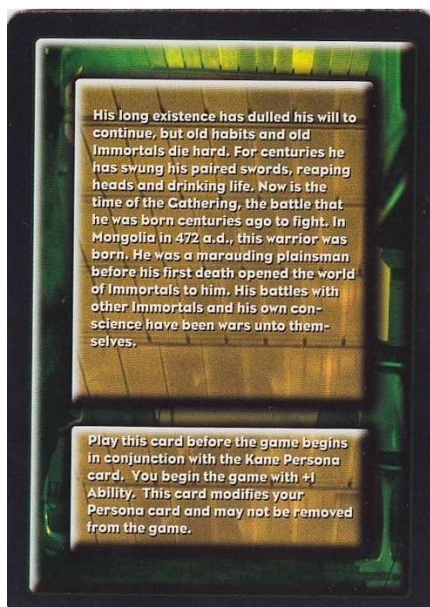 His long existence has dulled his will to
continue, but old habits and old
Immortals die hard. For centuries he
has swung his paired swords, reaping
heads and drinking life. Now is the
time of the Gathering, the battle that
he was born centuries ago to fight. In
Mongolia in 472 a.d., this warrior was
born. He was a marauding plainsman
before his first death opened the world
of Immortals to him. His battles with
other Immortals and his own con-
science have been wars unto them-
selves.
Play this card before the game begins
in conjunction with the Kane Persona
card. You begin the game with +1
Ability. This card modifies your
Persona card and may not be removed
from the game.